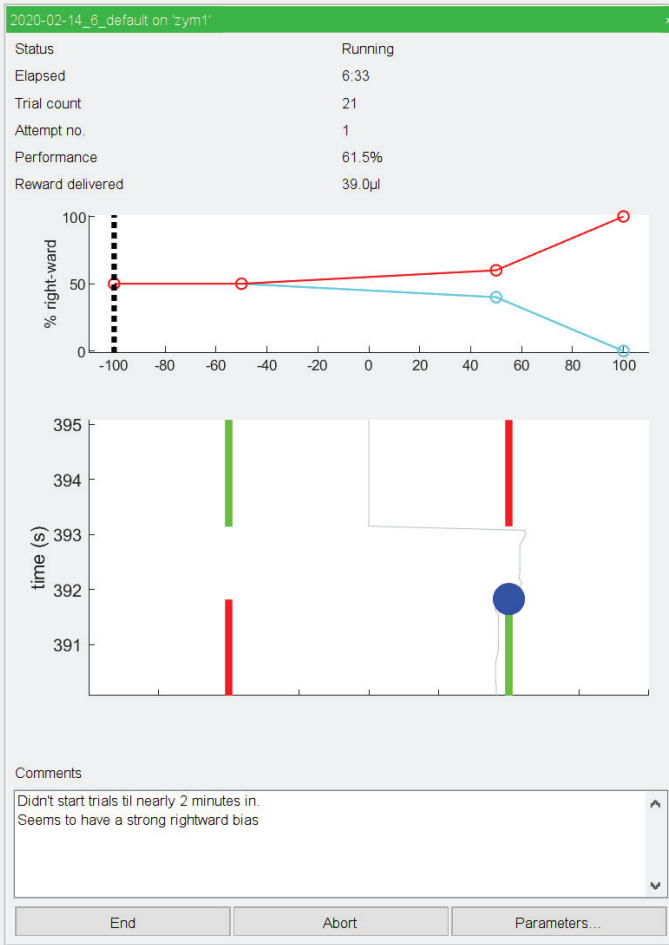 2020-02-14_6_default on 'zym1' ×
Status Running
Elapsed 6:33
Trial count 21
Attempt no. 1
Performance 61.5%
Reward delivered 39.0µl
% right-ward
100
50
0
-100 -80 -60 -40 -20 0 20 40 60 80 100
time (s)
395
394
393
392
391
Comments
Didn't start trials til nearly 2 minutes in.
Seems to have a strong rightward bias
End Abort Parameters...